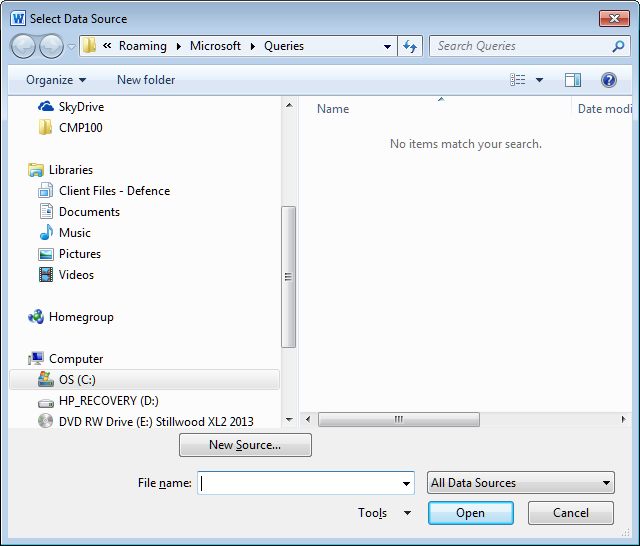 Select Data Source
« Roaming Microsoft Queries Search Queries
Organize New folder
SkyDrive
CMP100
Libraries
Client Files - Defence
Documents
Music
Pictures
Videos
Homegroup
Computer
OS (C:)
HP_RECOVERY (D:)
DVD RW Drive (E:) Stillwood XL2 2013
Name Date modi
No items match your search.
New Source...
File name: All Data Sources
Tools Open Cancel